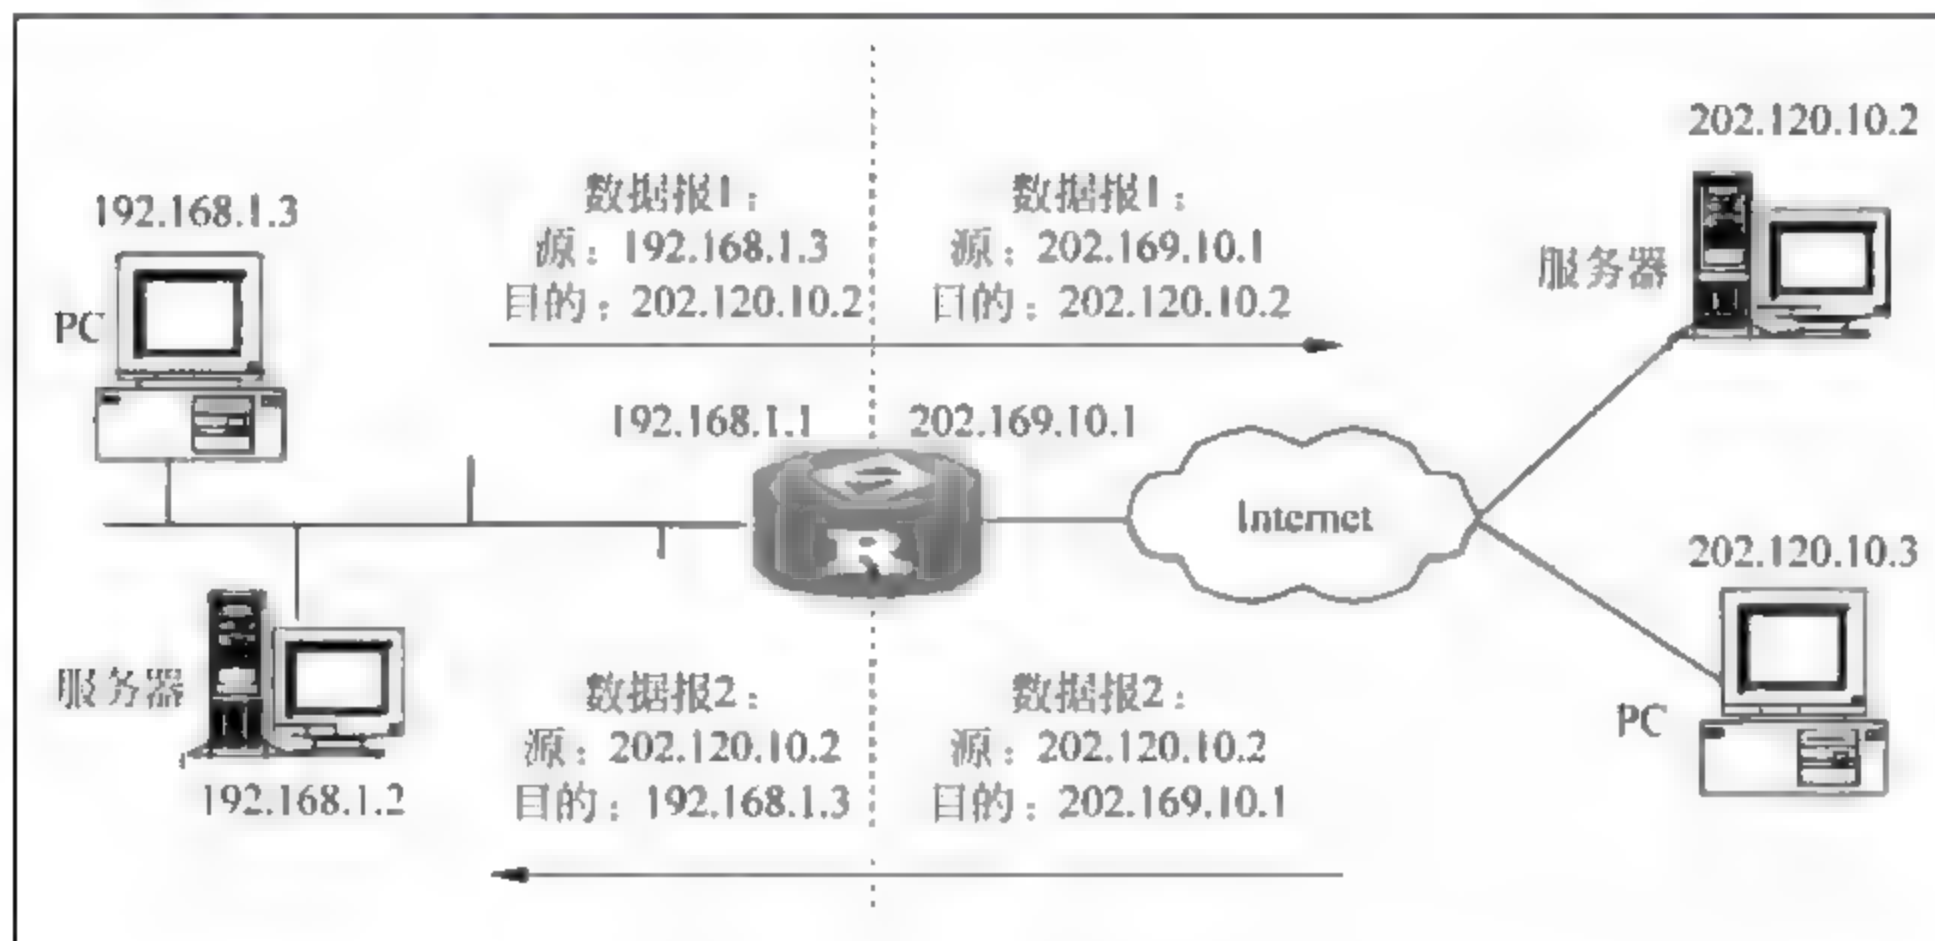 202.120.10.2
192.168.1.3
数据报1：
源：192.168.1.3
目的：202.120.10.2
数据报1：
源：202.169.10.1
目的：202.120.10.2
服务器
PC
192.168.1.1
202.169.10.1
Internet
R
202.120.10.3
服务器
192.168.1.2
数据报2：
源：202.120.10.2
目的：192.168.1.3
数据报2：
源：202.120.10.2
目的：202.169.10.1
PC